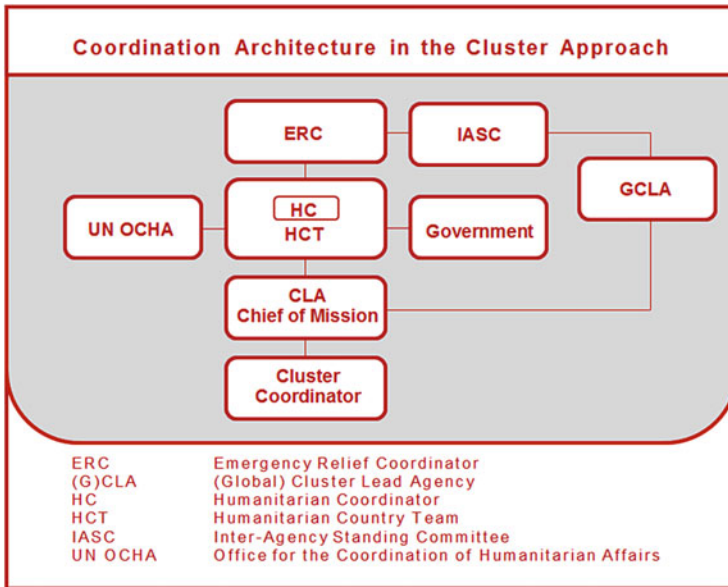 Coordination Architecture in the Cluster Approach
ERC
IASC
GCLA
UN OCHA
HC
HCT
Government
CLA
Chief of Mission
Cluster
Coordinator
ERC Emergency Relief Coordinator
(G)CLA (Global) Cluster Lead Agency
HC Humanitarian Coordinator
HCT Humanitarian Country Team
IASC Inter-Agency Standing Committee
UN OCHA Office for the Coordination of Humanitarian Affairs